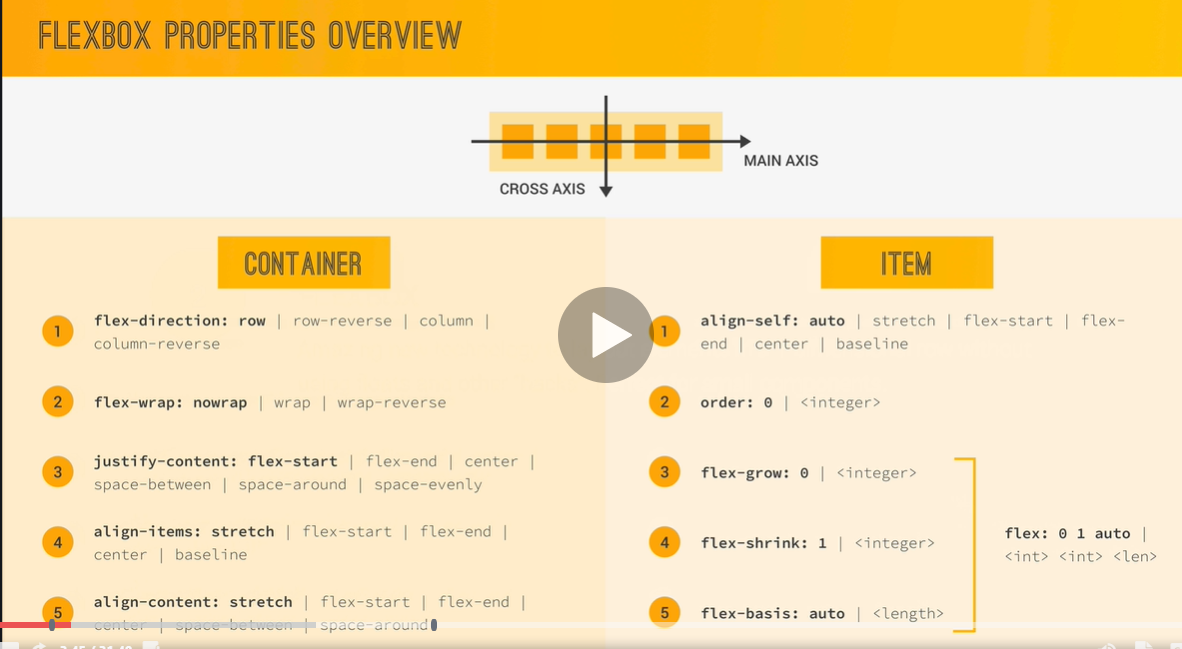 FLEXBOX PROPERTIES OVERVIEW
MAIN AXIS
CROSS AXIS
CONTAINER
1 flex-direction: row | row-reverse | column |
column-reverse
2 flex-wrap: nowrap | wrap | wrap-reverse
3 justify-content: flex-start | flex-end | center |
space-between | space-around | space-evenly
4 align-items: stretch | flex-start | flex-end |
center | baseline
5 align-content: stretch | flex-start | flex-end |
center | space-between | space-around
ITEM
1 align-self: auto | stretch | flex-start | flex-
end | center | baseline
2 order: 0 | <integer>
3 flex-grow: 0 | <integer>
4 flex-shrink: 1 | <integer>
5 flex-basis: auto | <length>
flex: 0 1 auto |
<int> <int> <len>